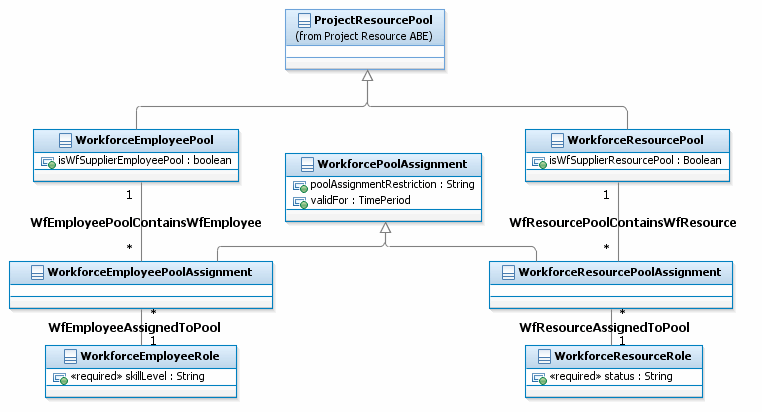 ProjectResourcePool
(from Project Resource ABE)
WorkforceEmployeePool
isWfSupplierEmployeePool : boolean
WorkforceResourcePool
isWfSupplierResourcePool : Boolean
WorkforcePoolAssignment
poolAssignmentRestriction : String
validFor : TimePeriod
1
WfEmployeePoolContainsWfEmployee
*
1
WfResourcePoolContainsWfResource
*
WorkforceEmployeePoolAssignment
WorkforceResourcePoolAssignment
*
WfEmployeeAssignedToPool
1
*
WfResourceAssignedToPool
1
WorkforceEmployeeRole
«required» skillLevel : String
WorkforceResourceRole
«required» status : String